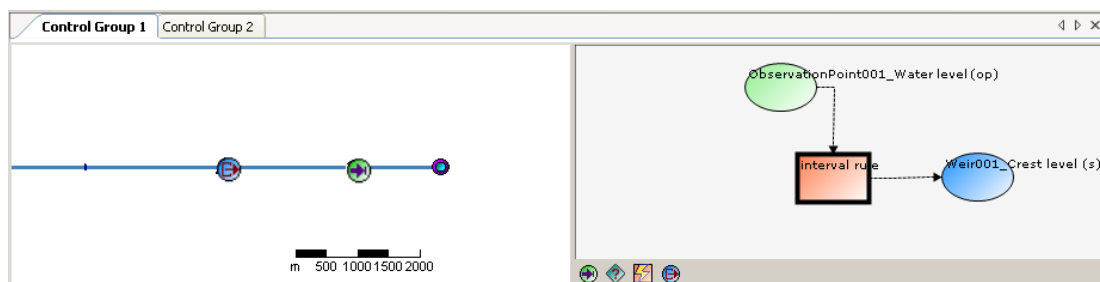 Control Group 1 Control Group 2
ObservationPoint001_Water level (op)
interval rule
Weir001_Crest level (s)
m 500 1000 1500 2000